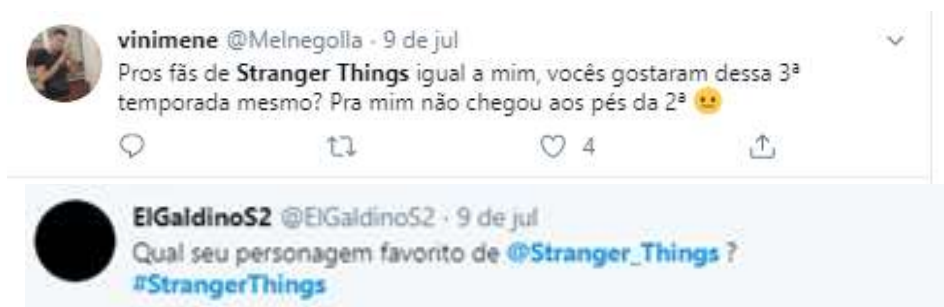 vinimene @Melnegolla · 9 de jul
Pros fãs de Stranger Things igual a mim, vocês gostaram dessa 3ª
temporada mesmo? Pra mim não chegou aos pés da 2ª 😐
4
ElGaldinoS2 @ElGaldinoS2 · 9 de jul
Qual seu personagem favorito de @Stranger_Things ?
#StrangerThings